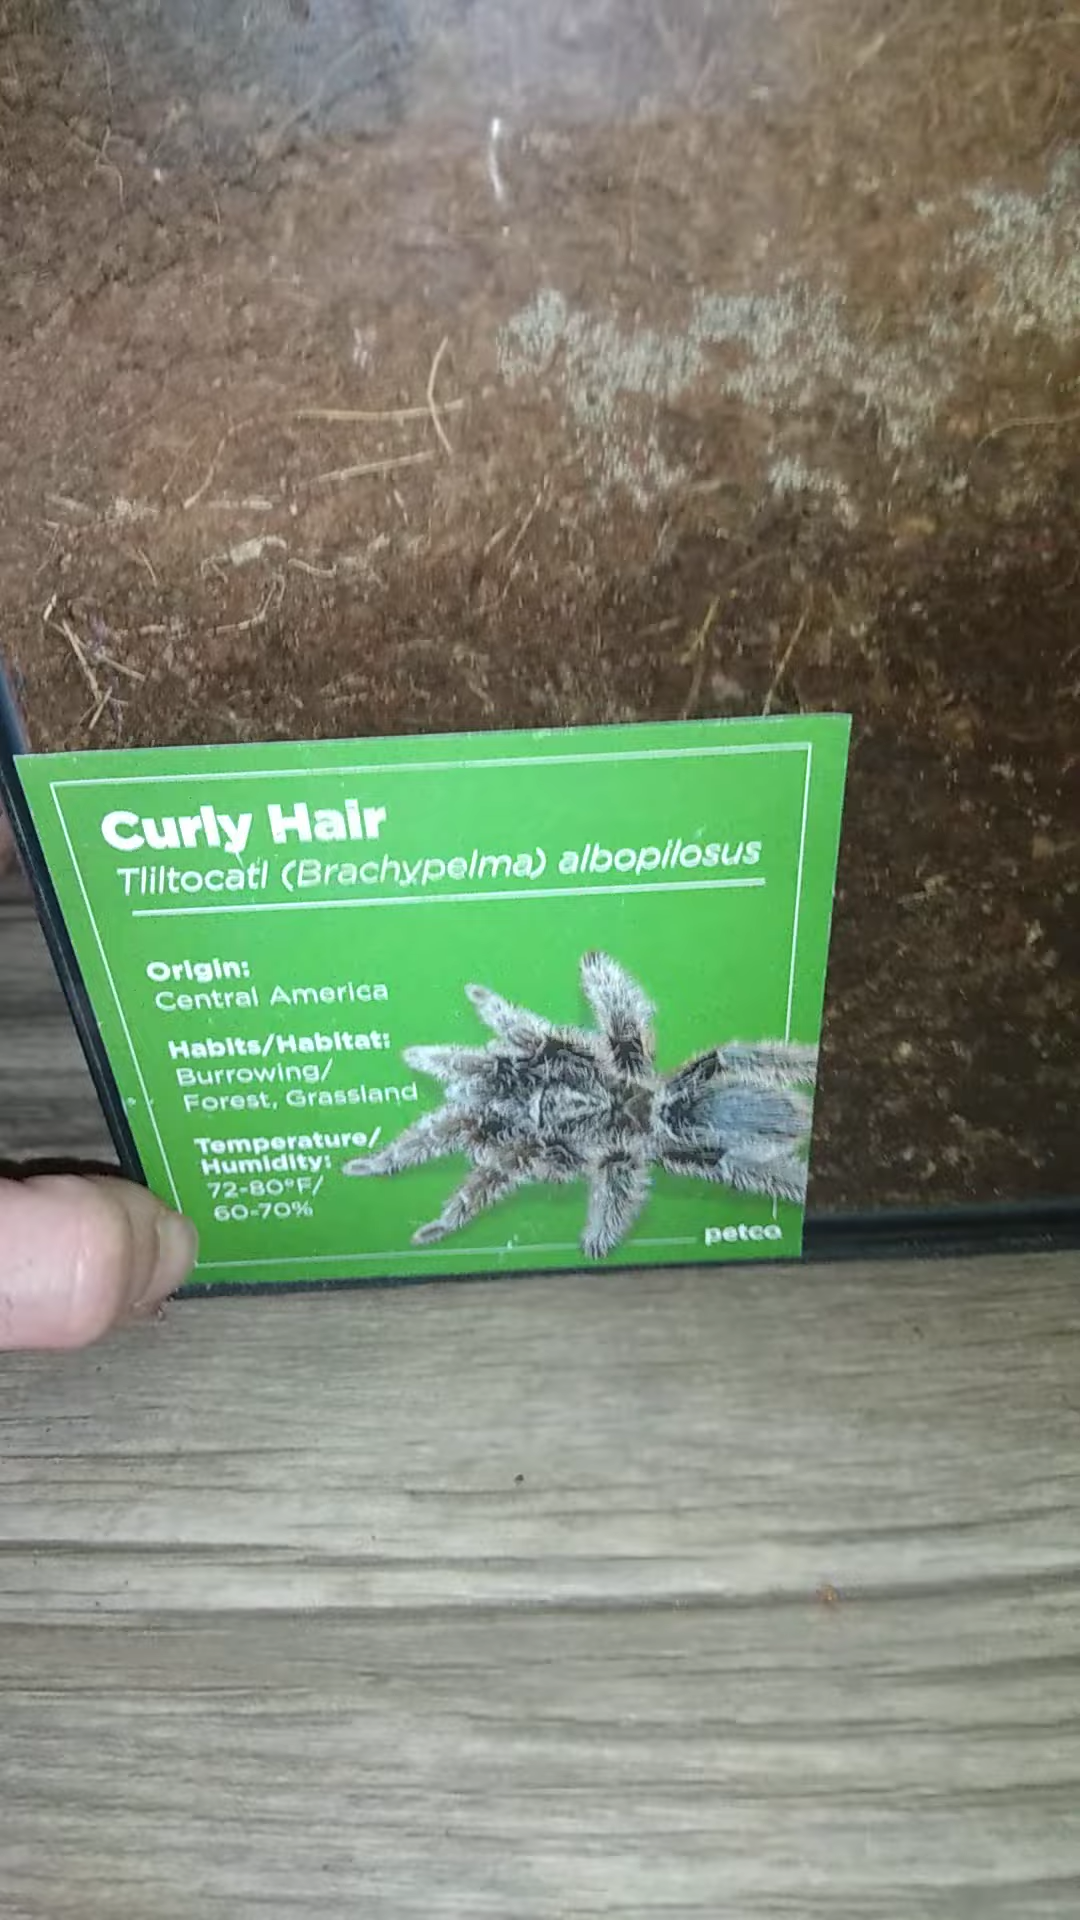 Curly Hair
Tliltocatl (Brachypelma) albopilosus
Origin:
Central America
Habits/Habitat:
Burrowing/
Forest, Grassland
Temperature/
Humidity:
72-80°F/
60-70%
petco